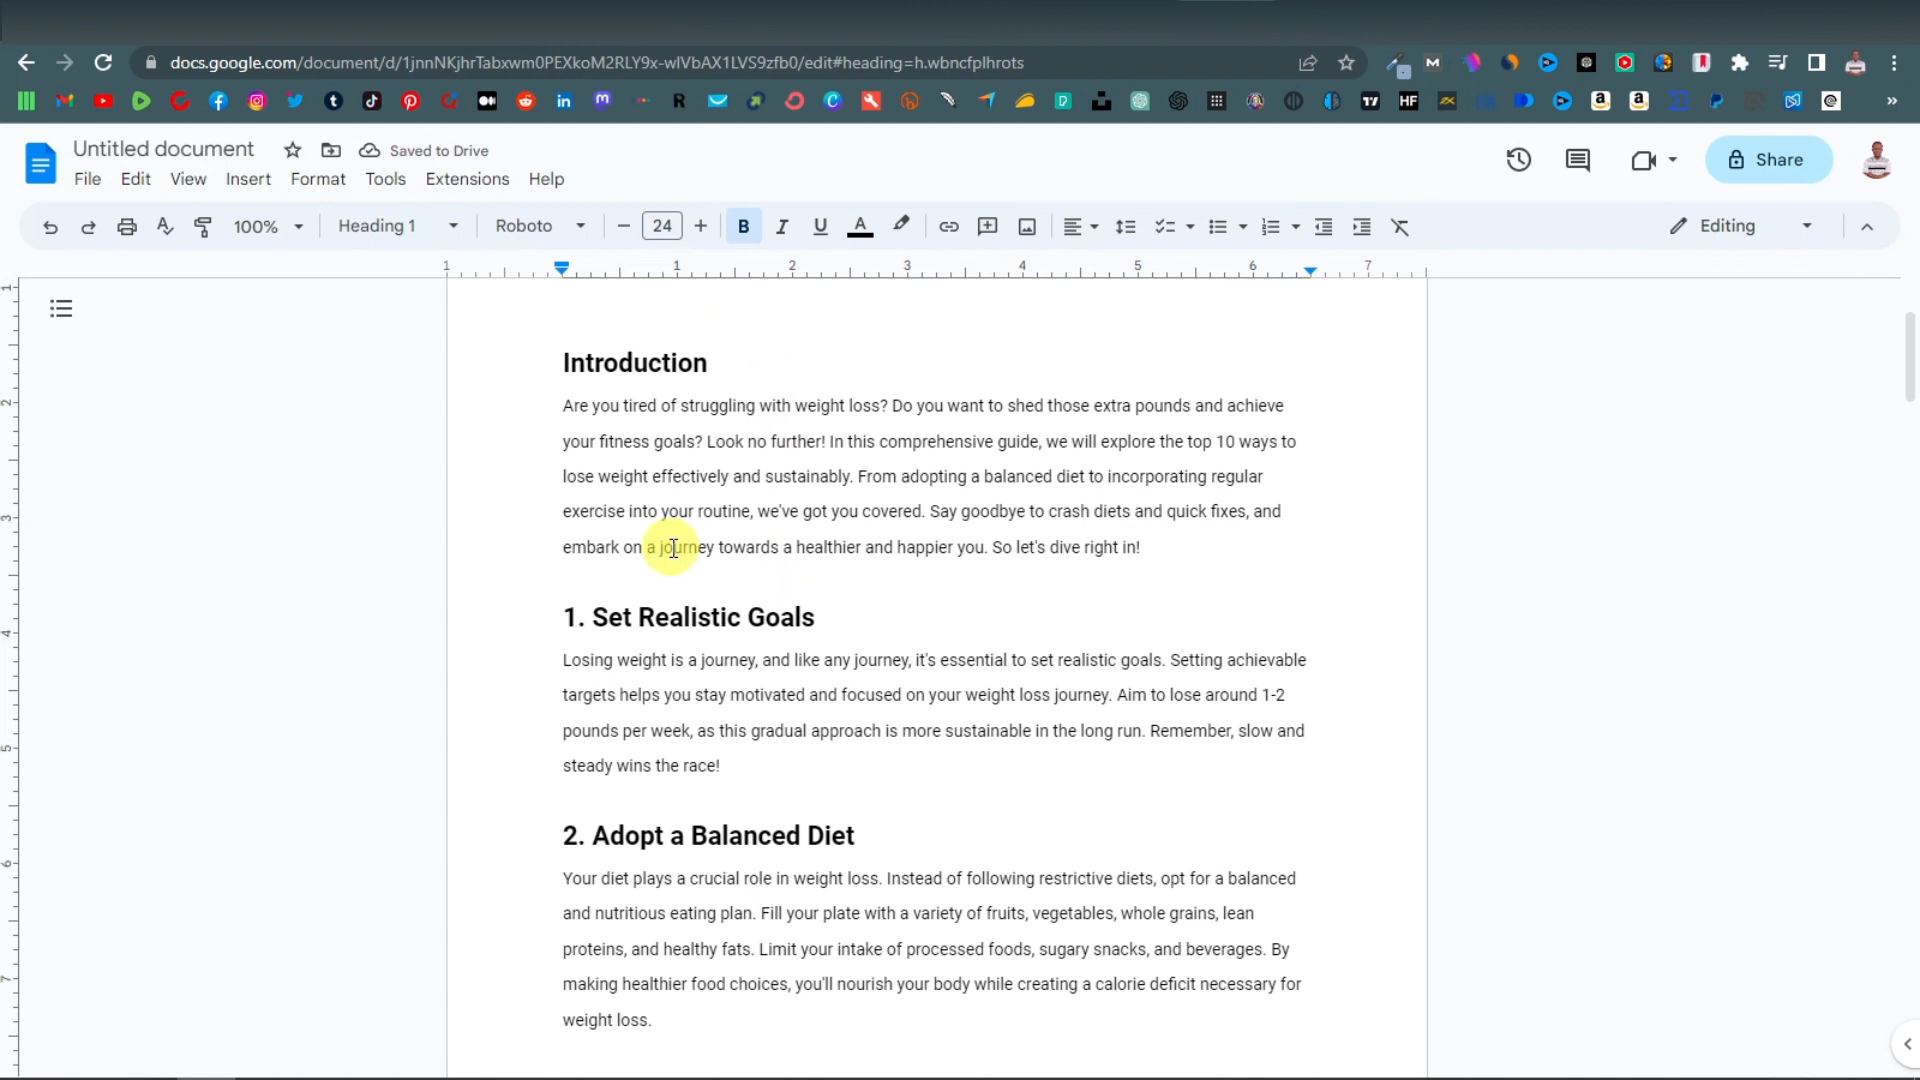 docs.google.com/document/d/1jnnNKjhrTabxwm0PEXkoM2RLY9x-wlVbAX1LVS9zfb0/edit#heading=h.wbncfplhrots
Untitled document Saved to Drive
File Edit View Insert Format Tools Extensions Help
Share
100% Heading 1 Roboto 24 B I U A Editing
1 1 2 3 4 5 6 7
Introduction
Are you tired of struggling with weight loss? Do you want to shed those extra pounds and achieve
your fitness goals? Look no further! In this comprehensive guide, we will explore the top 10 ways to
lose weight effectively and sustainably. From adopting a balanced diet to incorporating regular
exercise into your routine, we've got you covered. Say goodbye to crash diets and quick fixes, and
embark on a journey towards a healthier and happier you. So let's dive right in!
1. Set Realistic Goals
Losing weight is a journey, and like any journey, it's essential to set realistic goals. Setting achievable
targets helps you stay motivated and focused on your weight loss journey. Aim to lose around 1-2
pounds per week, as this gradual approach is more sustainable in the long run. Remember, slow and
steady wins the race!
2. Adopt a Balanced Diet
Your diet plays a crucial role in weight loss. Instead of following restrictive diets, opt for a balanced
and nutritious eating plan. Fill your plate with a variety of fruits, vegetables, whole grains, lean
proteins, and healthy fats. Limit your intake of processed foods, sugary snacks, and beverages. By
making healthier food choices, you'll nourish your body while creating a calorie deficit necessary for
weight loss.